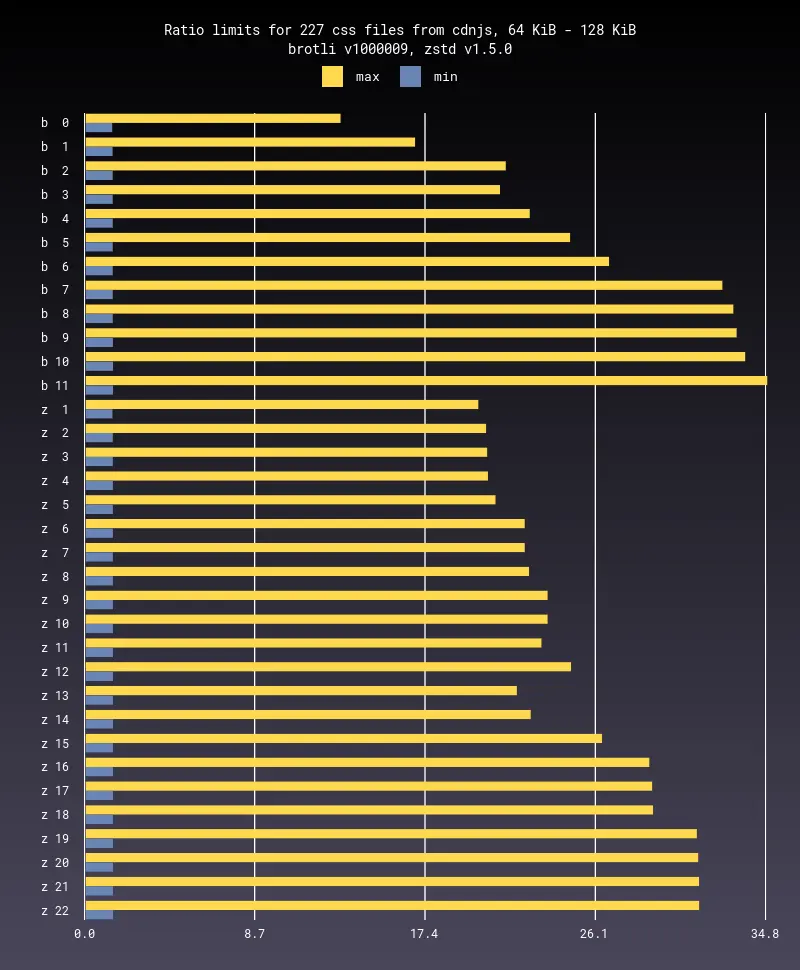 Ratio limits for 227 css files from cdnjs, 64 KiB - 128 KiB
brotli v1000009, zstd v1.5.0
max min
b 0
b 1
b 2
b 3
b 4
b 5
b 6
b 7
b 8
b 9
b 10
b 11
z 1
z 2
z 3
z 4
z 5
z 6
z 7
z 8
z 9
z 10
z 11
z 12
z 13
z 14
z 15
z 16
z 17
z 18
z 19
z 20
z 21
z 22
0.0 8.7 17.4 26.1 34.8